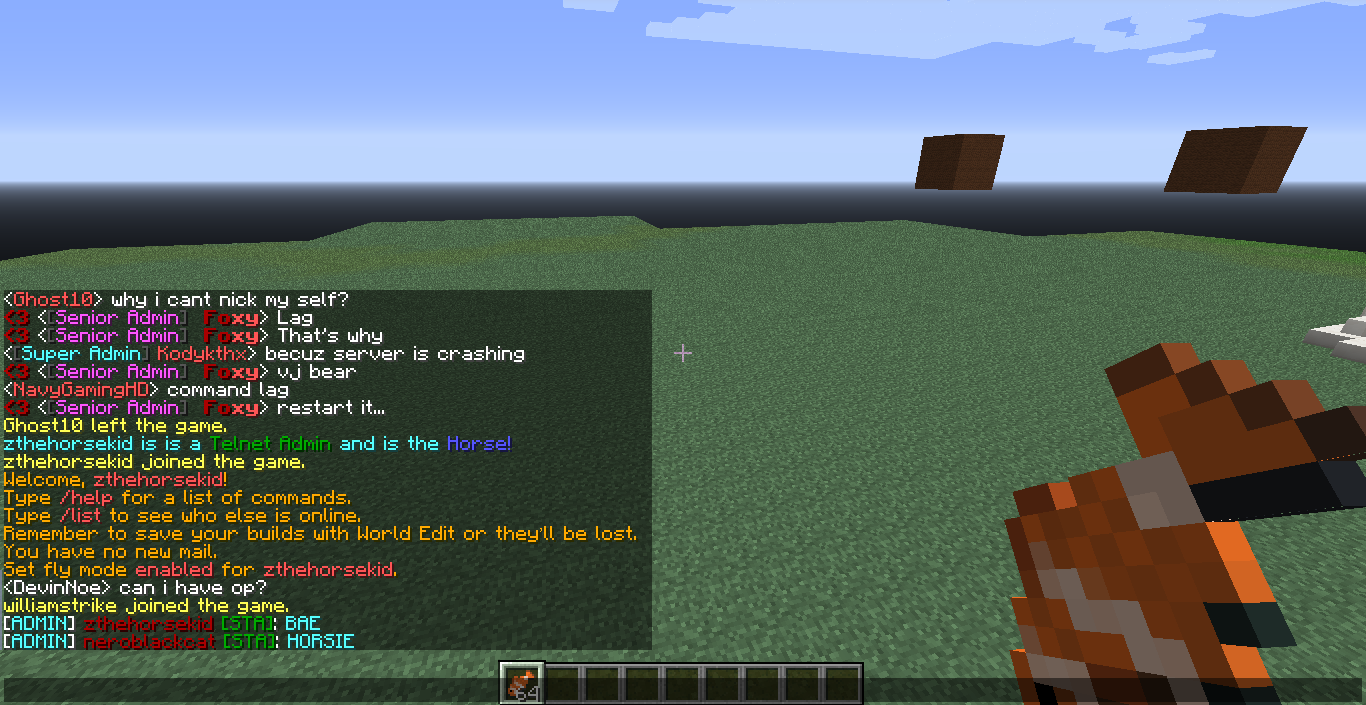 <Ghost10> why i cant nick my self?
<3 <[Senior Admin] Foxy> Lag
<3 <[Senior Admin] Foxy> That's why
<[Super Admin] Kodykthx> becuz server is crashing
<3 <[Senior Admin] Foxy> vj bear
<NavyGamingHD> command lag
<3 <[Senior Admin] Foxy> restart it...
Ghost10 left the game.
zthehorsekid is is a Telnet Admin and is the Horse!
zthehorsekid joined the game.
Welcome, zthehorsekid!
Type /help for a list of commands.
Type /list to see who else is online.
Remember to save your builds with World Edit or they'll be lost.
You have no new mail.
Set fly mode enabled for zthehorsekid.
<DevinNoe> can i have op?
williamstrike joined the game.
[ADMIN] zthehorsekid [STA]: BAE
[ADMIN] neroblackcat [STA]: HORSIE
64